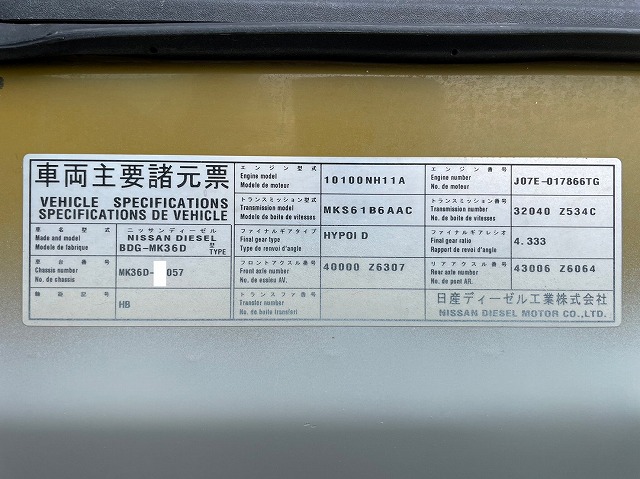 車両主要諸元票
VEHICLE SPECIFICATIONS
SPECIFICATIONS DE VEHICLE
車名型式
Made and model
Modele de fabrique
ニッサンディーゼル
NISSAN DIESEL
BDG-MK36D 型 TYPE
車台番号
Chassis number
No. de chassis
MK36D- 057
軸距記号
HB
エンジン型式
Engine model
Modele de moteur
10100NH11A
トランスミッション型式
Transmission model
No. de boite de vitesses
MKS61B6AAC
ファイナルギアタイプ
Final gear type
Type de renvoi d'angle
HYPOID
フロントアクスル番号
Front axle number
No. de essieu AV.
40000 Z6307
トランスファ番号
Transfer number
No. de boite transfert
エンジン番号
Engine number
No. de moteur
J07E-017866TG
トランスミッション番号
Transmission number
No. de boite de vitesses
32040 Z534C
ファイナルギアレシオ
Final gear ratio
Rapport de renvoi d'angle
4.333
リアアクスル番号
Rear axle number
No. de pont AR.
43006 Z6064
日産ディーゼル工業株式会社
NISSAN DIESEL MOTOR CO.,LTD.